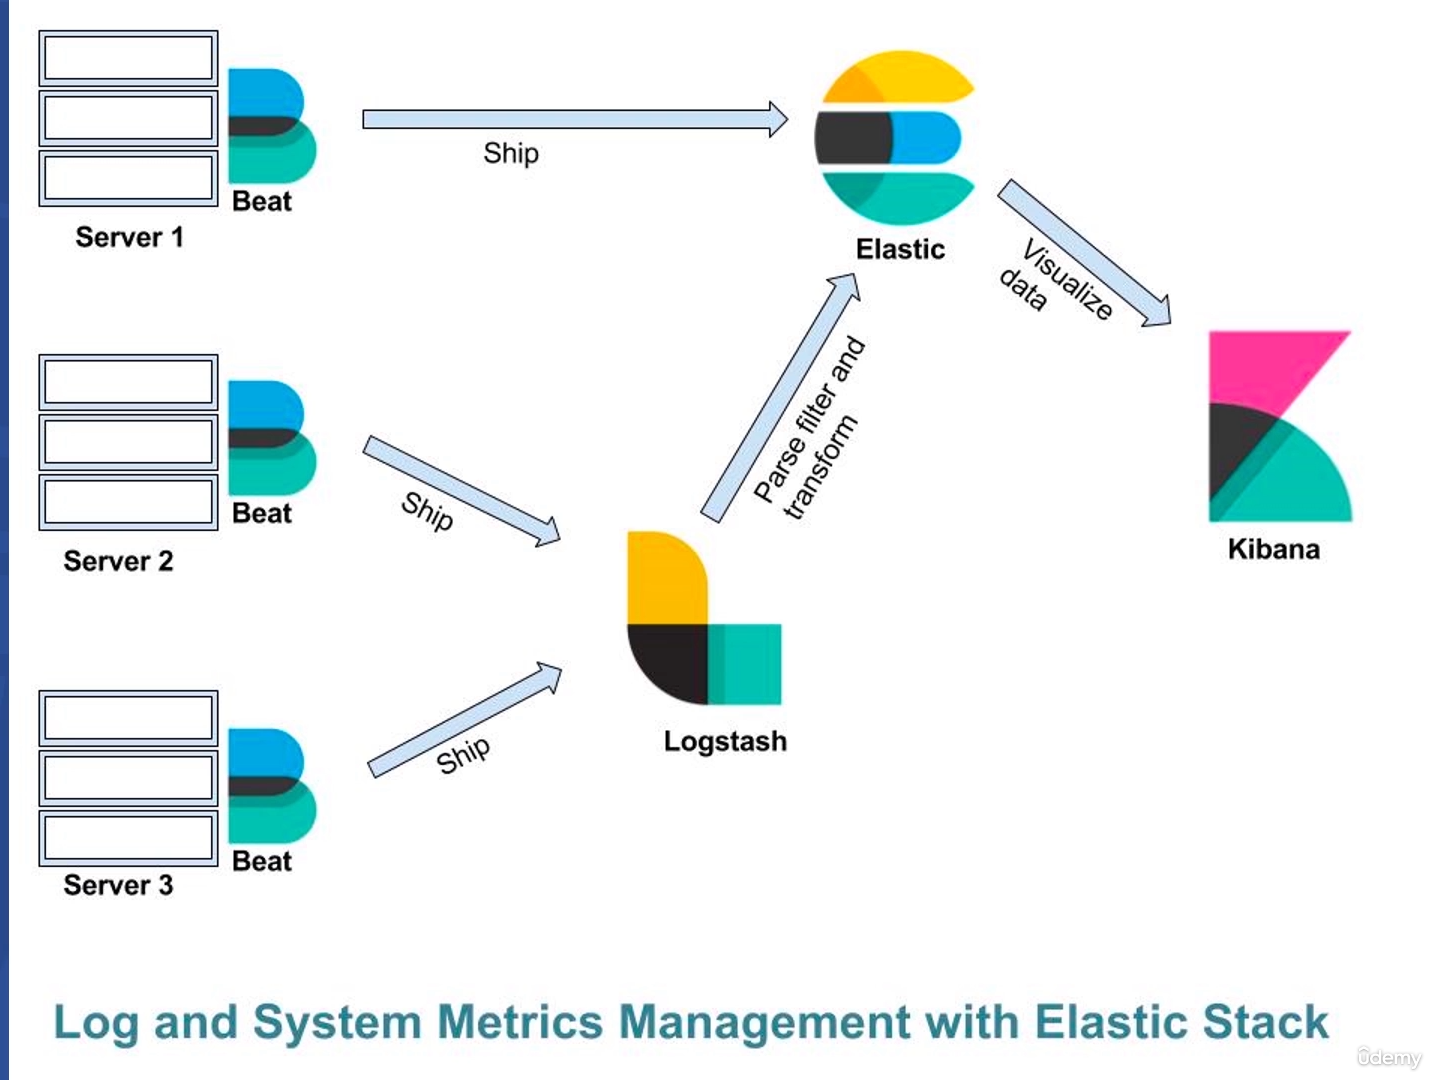 Beat
Server 1
Ship
Elastic
Visualize
data
Beat
Server 2
Ship
Parse filter and
transform
Kibana
Logstash
Beat
Server 3
Ship
Log and System Metrics Management with Elastic Stack
ûdemy